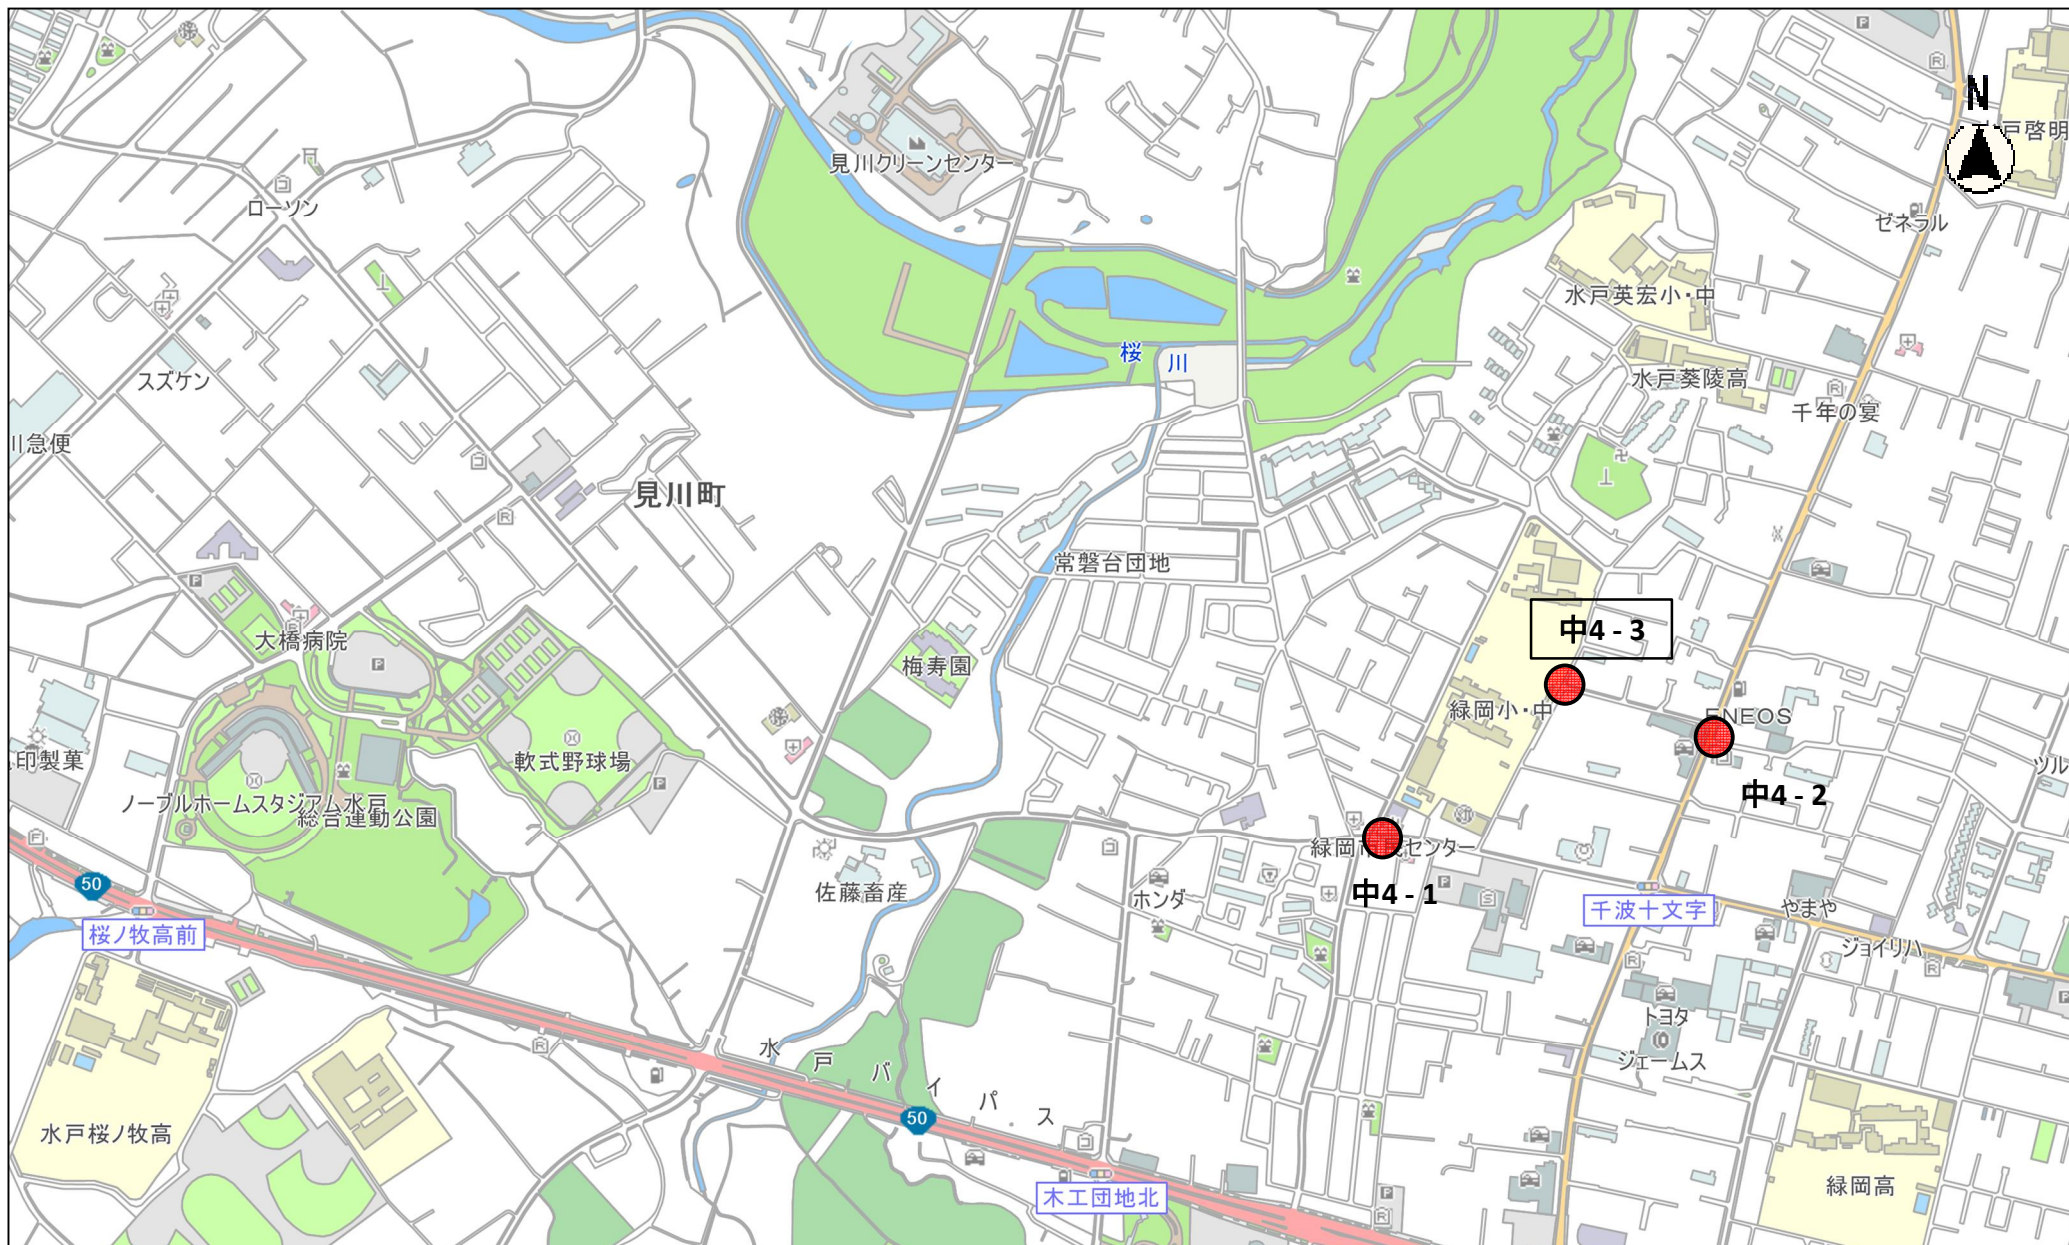 N
戸啓明
見川クリーンセンター
ローソン
ゼネラル
水戸英宏小・中
桜
川
スズケン
水戸葵陵高
千年の宴
川急便
見川町
常磐台団地
中4 - 3
大橋病院
梅寿園
緑岡小・中
ENEOS
印製菓
軟式野球場
ツル
中4 - 2
ノーブルホームスタジアム水戸
総合運動公園
緑岡市民センター
佐藤畜産
50
ホンダ
中4 - 1
千波十文字
やまや
桜ノ牧高前
ジョイリハ
トヨタ
水
戸
バ
イ
パ
ス
ジェームス
50
水戸桜ノ牧高
木工団地北
緑岡高